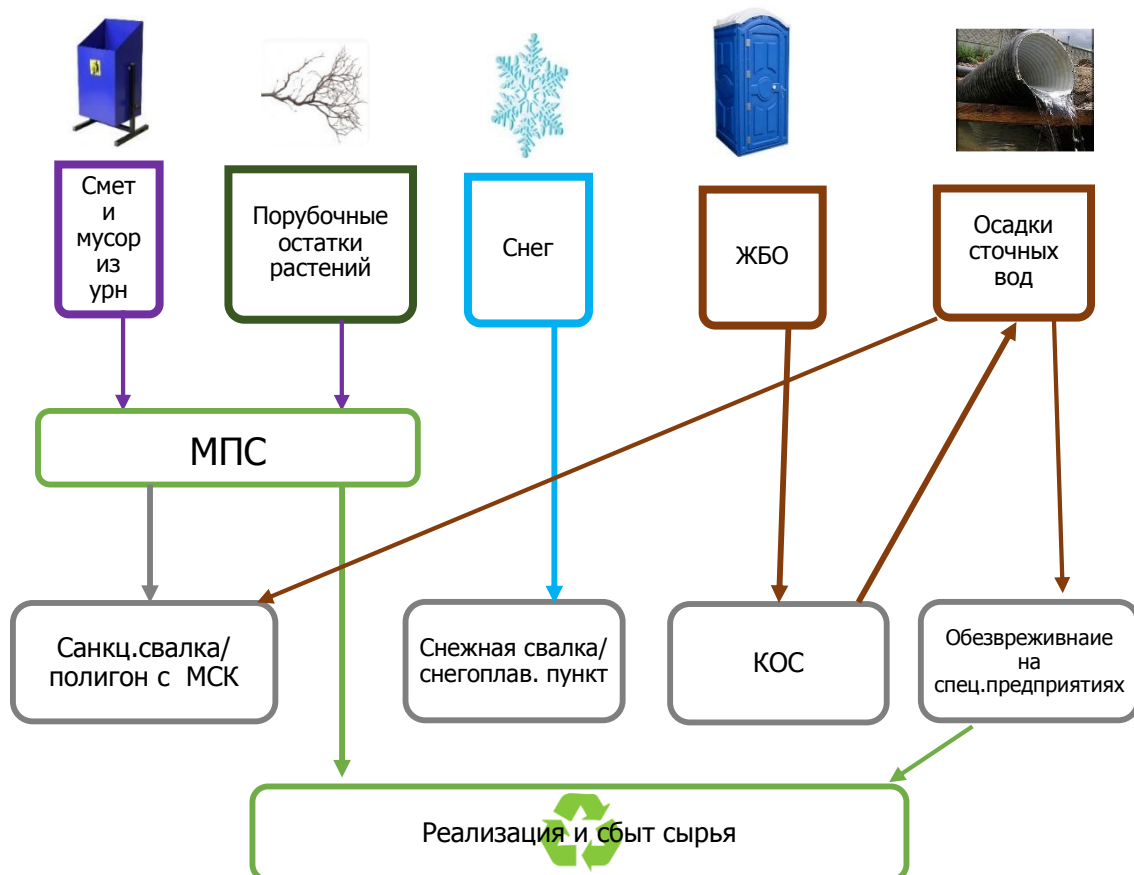 Смет
и
мусор
из
урн
Порубочные
остатки
растений
Снег
ЖБО
Осадки
сточных
вод
МПС
Санкц.свалка/
полигон с МСК
Снежная свалка/
снегоплав. пункт
КОС
Обезвреживнаие
на
спец.предприятиях
Реализация и сбыт сырья